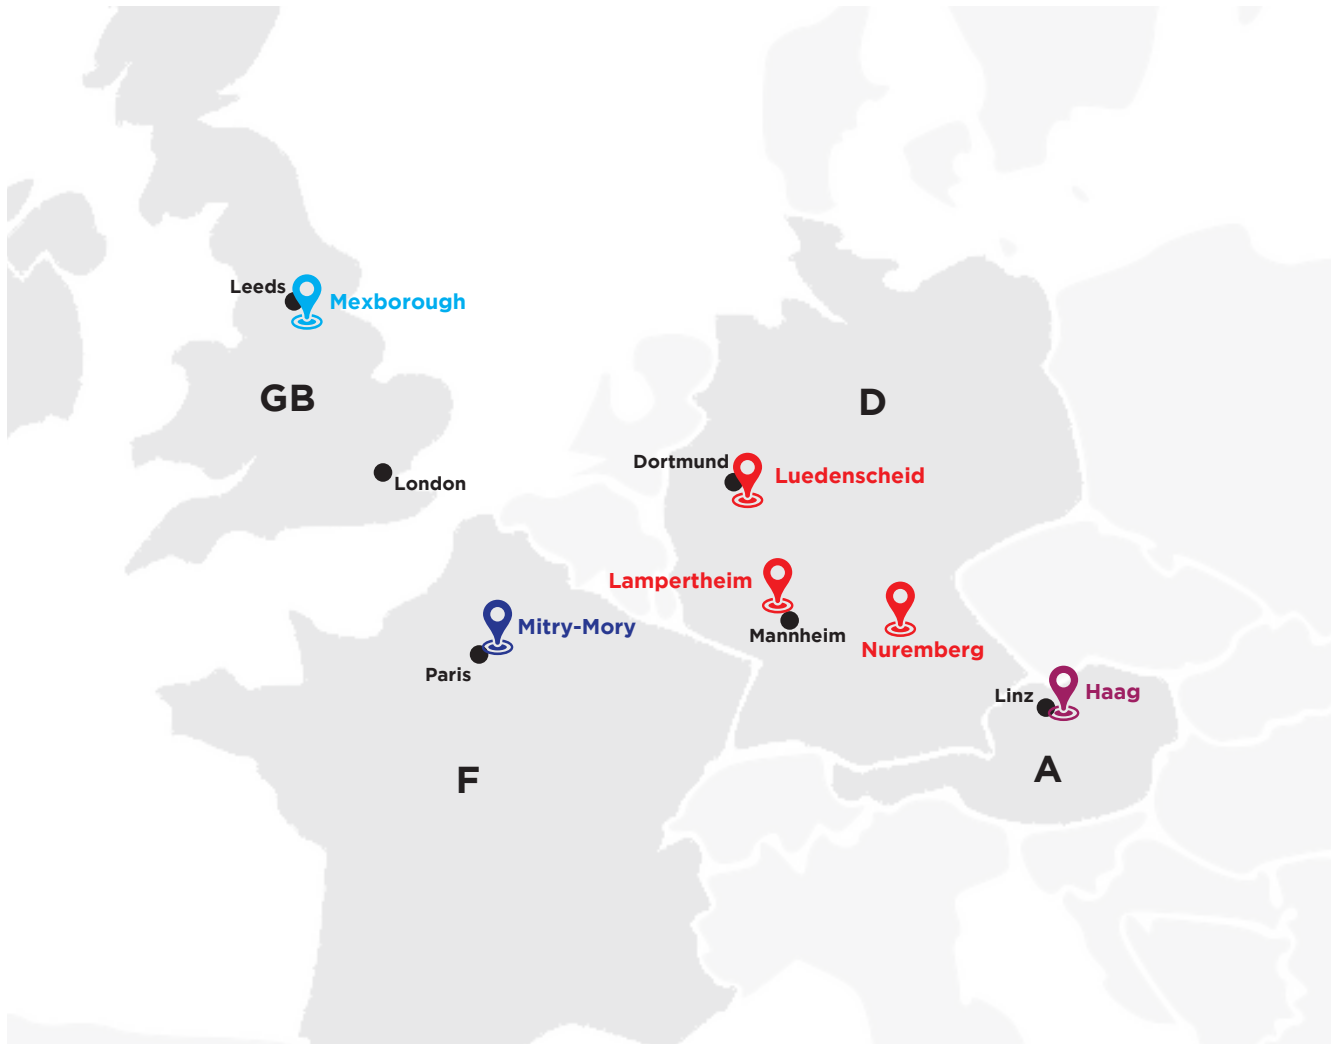 Leeds
Mexborough
GB
D
Dortmund
Luedenscheid
London
Lampertheim
Mannheim
Nuremberg
Mitry-Mory
Paris
Linz
Haag
F
A